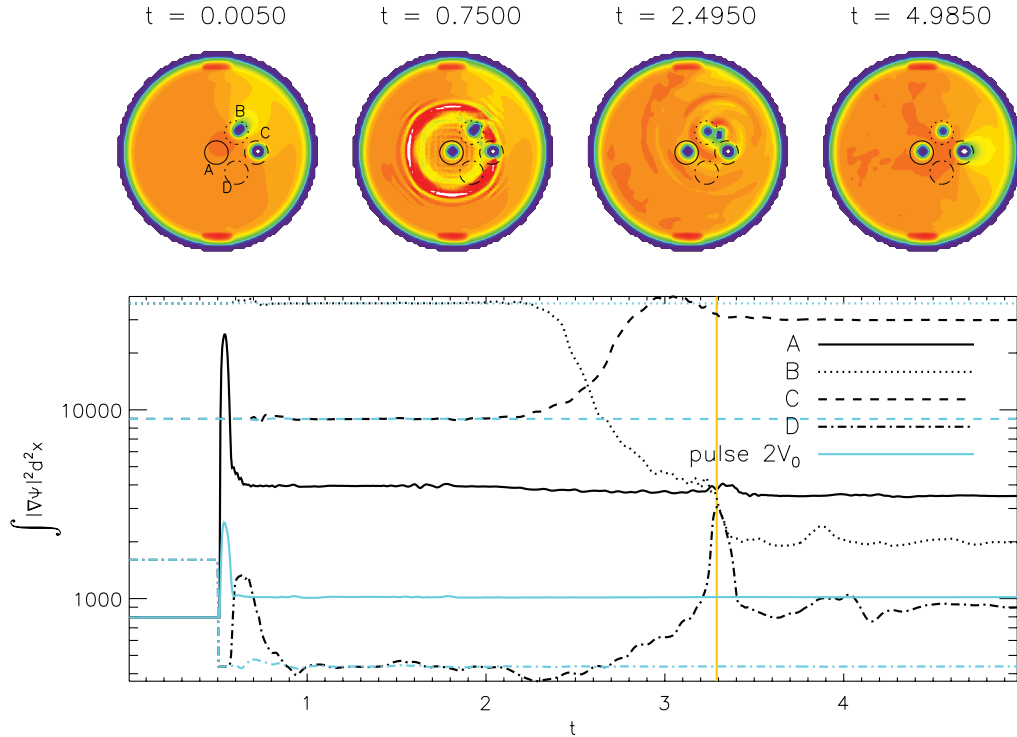 t = 0.0050 t = 0.7500 t = 2.4950 t = 4.9850
B
C
A
D
10000
1000
∫ |∇Ψ|²d²x
A
B
C
D
pulse 2V₀
1 2 3 4
t